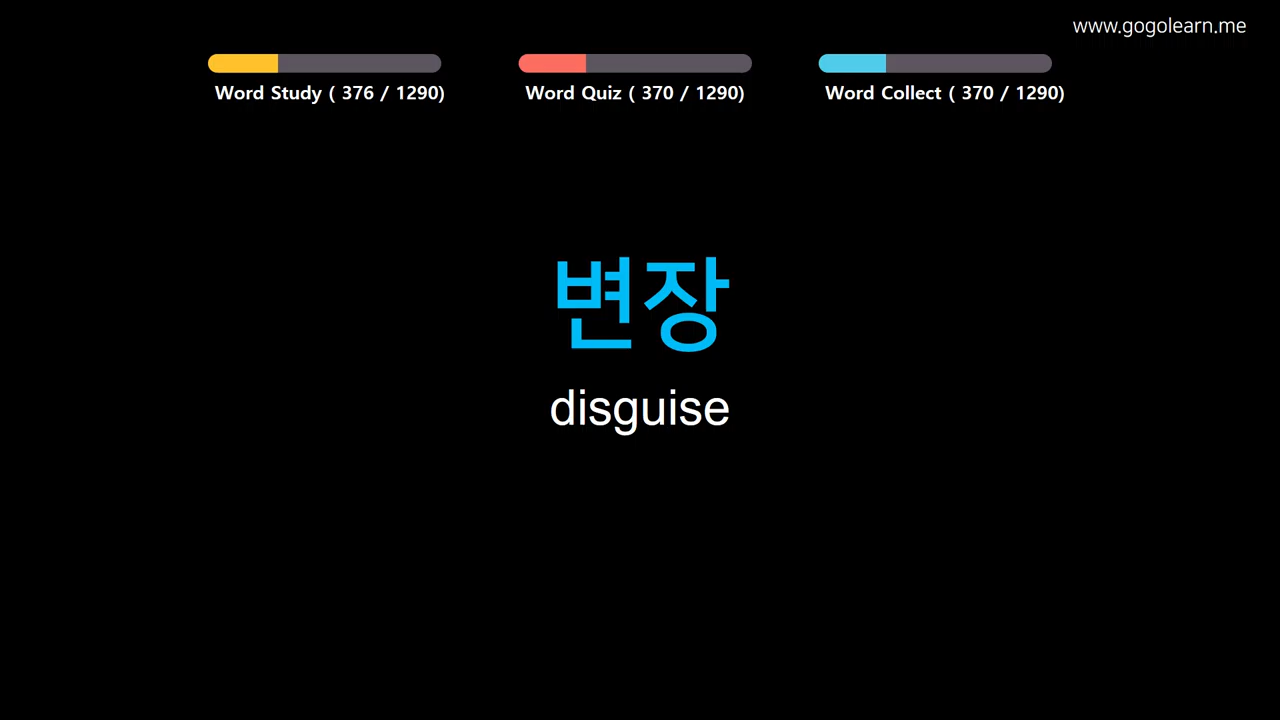 www.gogolearn.me
Word Study ( 376 / 1290)
Word Quiz ( 370 / 1290)
Word Collect ( 370 / 1290)
변장
disguise